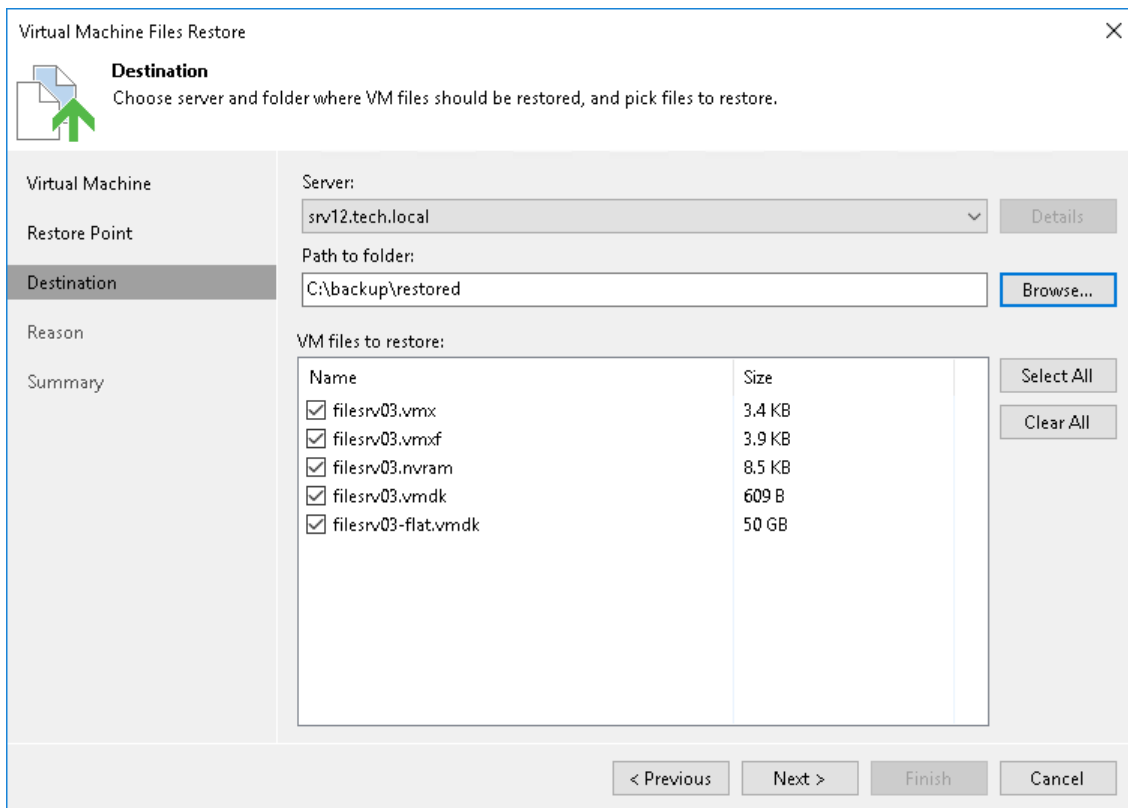 Virtual Machine Files Restore
Destination
Choose server and folder where VM files should be restored, and pick files to restore.
Virtual Machine
Restore Point
Destination
Reason
Summary
Server:
srv12.tech.local
Details
Path to folder:
C:\backup\restored
Browse...
VM files to restore:
Name Size
filesrv03.vmx 3.4 KB
filesrv03.vmxf 3.9 KB
filesrv03.nvram 8.5 KB
filesrv03.vmdk 609 B
filesrv03-flat.vmdk 50 GB
Select All
Clear All
< Previous Next > Finish Cancel